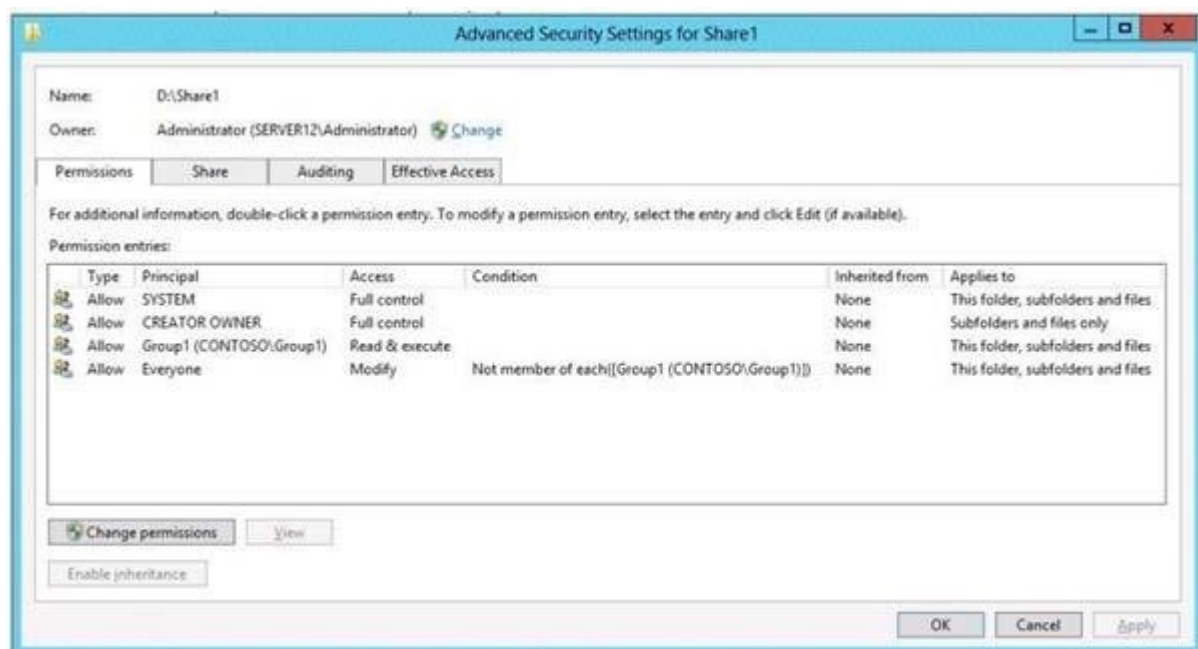 Advanced Security Settings for Share1
Name: D:\Share1
Owner: Administrator (SERVER12\Administrator) Change
Permissions Share Auditing Effective Access
For additional information, double-click a permission entry. To modify a permission entry, select the entry and click Edit (if available).
Permission entries:
Type Principal Access Condition Inherited from Applies to
Allow SYSTEM Full control None This folder, subfolders and files
Allow CREATOR OWNER Full control None Subfolders and files only
Allow Group1 (CONTOSO\Group1) Read & execute None This folder, subfolders and files
Allow Everyone Modify Not member of each([Group1 (CONTOSO\Group1)]) None This folder, subfolders and files
Change permissions View
Enable inheritance
OK Cancel Apply